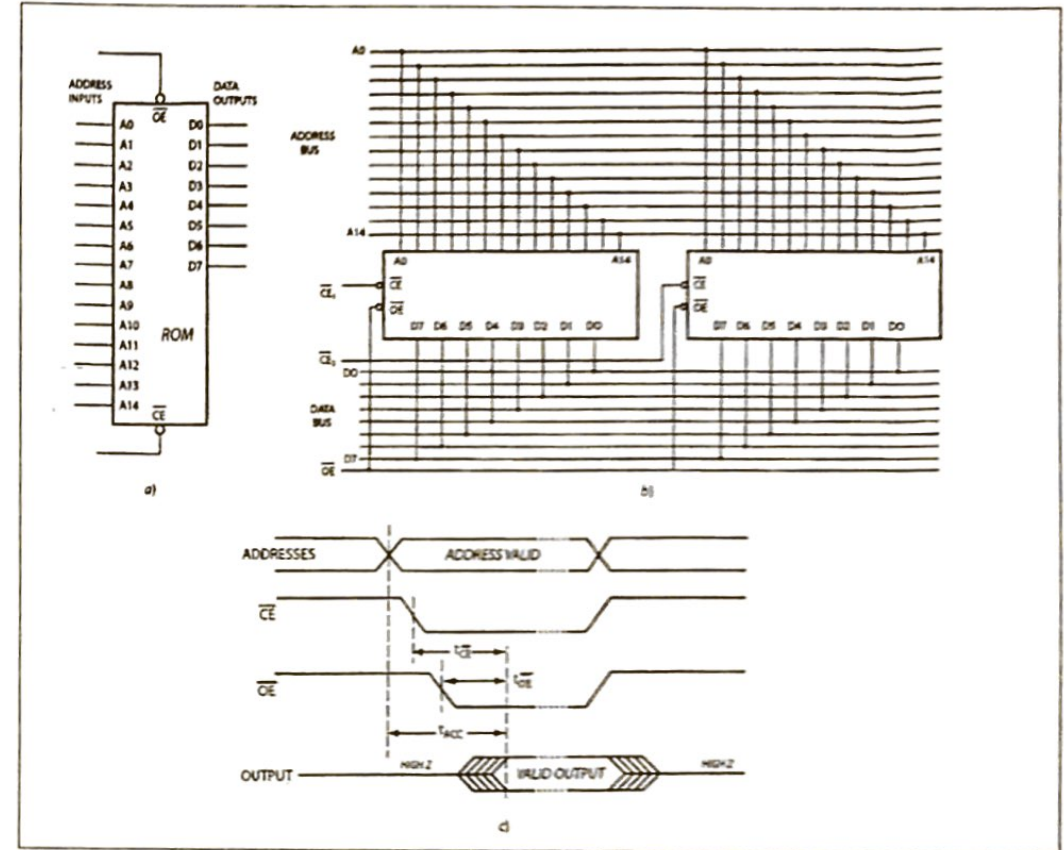 ADDRESS INPUTS
DATA OUTPUTS
OE
A0 D0
A1 D1
A2 D2
A3 D3
A4 D4
A5 D5
A6 D6
A7 D7
A8
A9
A10
A11
A12
A13
A14
ROM
CE
a)
A0
ADDRESS
BUS
A14
A0 A14
CE
OE
D7 D6 D5 D4 D3 D2 D1 D0
A0 A14
CE
OE
D7 D6 D5 D4 D3 D2 D1 D0
CE₁
CE₂
D0
DATA
BUS
D7
OE
b)
ADDRESSES
ADDRESS VALID
CE
tCE
OE
tOE
tACC
OUTPUT
HIGH Z
VALID OUTPUT
HIGH Z
c)